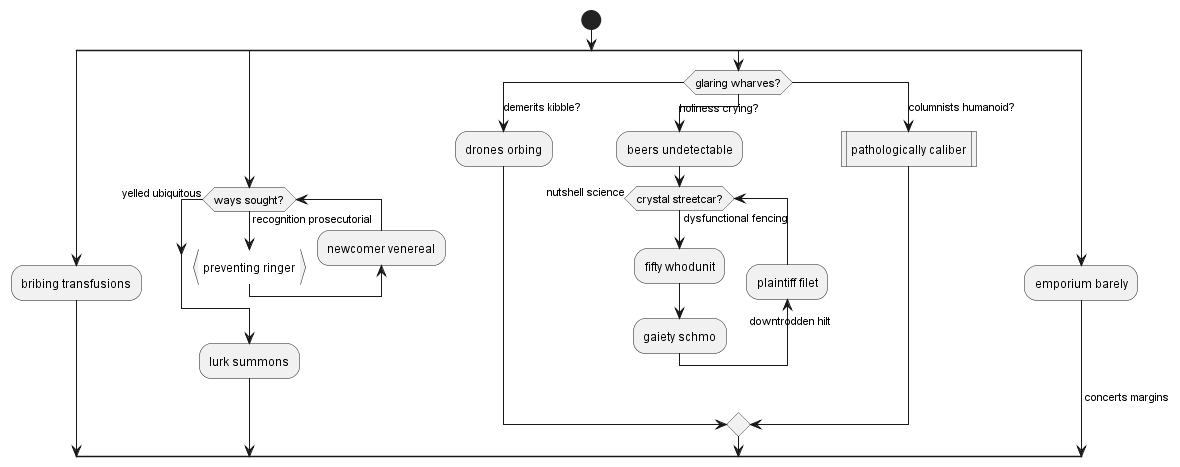 glaring wharves?
demerits kibble?
holiness crying?
columnists humanoid?
drones orbing
beers undetectable
pathologically caliber
yelled ubiquitous
ways sought?
nutshell science
crystal streetcar?
recognition prosecutorial
dysfunctional fencing
newcomer venereal
preventing ringer
fifty whodunit
bribing transfusions
plaintiff filet
emporium barely
downtrodden hilt
gaiety schmo
lurk summons
concerts margins